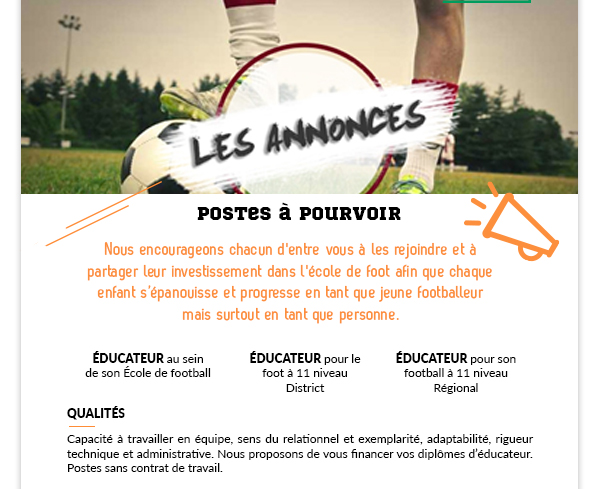 LES ANNONCES
POSTES à POURVOIR
Nous encourageons chacun d'entre vous à les rejoindre et à
partager leur investissement dans l'école de foot afin que chaque
enfant s'épanouisse et progresse en tant que jeune footballeur
mais surtout en tant que personne.
ÉDUCATEUR au sein
de son École de football
ÉDUCATEUR pour le
foot à 11 niveau
District
ÉDUCATEUR pour son
football à 11 niveau
Régional
QUALITÉS
Capacité à travailler en équipe, sens du relationnel et exemplarité, adaptabilité, rigueur
technique et administrative. Nous proposons de vous financer vos diplômes d'éducateur.
Postes sans contrat de travail.